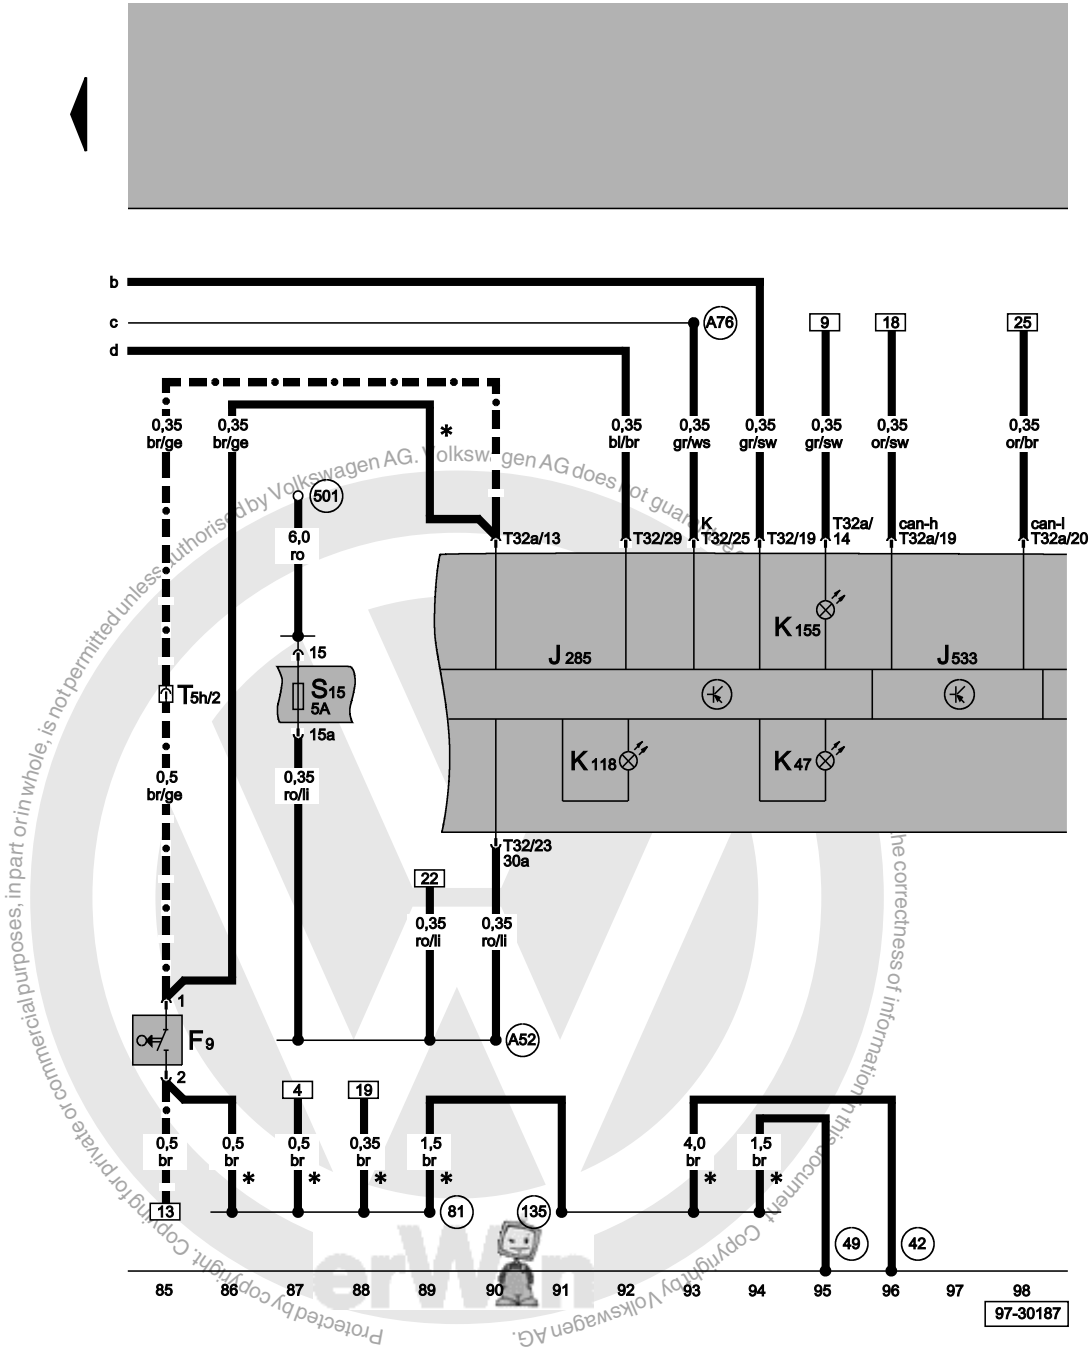 b
c
A76
9
18
25
d
0,35
br/ge
0,35
br/ge
*
0,35
bl/br
0,35
gr/ws
0,35
gr/sw
0,35
gr/sw
0,35
or/sw
0,35
or/br
501
6,0
ro
T32a/13
T32/29
K
T32/25
T32/19
T32a/
14
can-h
T32a/19
can-l
T32a/20
15
K155
J285
J533
T5h/2
S15
5A
15a
K118
K47
0,5
br/ge
0,35
ro/li
T32/23
30a
22
0,35
ro/li
0,35
ro/li
1
F9
2
A52
4
19
0,5
br
0,5
br
*
0,5
br
*
0,35
br
*
1,5
br
*
4,0
br
*
1,5
br
*
13
81
135
49
42
85 86 87 88 89 90 91 92 93 94 95 96 97 98
97-30187
erWin
Protected by copyright. Copying for private or commercial purposes, in part or in whole, is not permitted unless authorised by Volkswagen AG. Volkswagen AG does not guarantee
he correctness of information in this document. Copyright by Volkswagen AG.